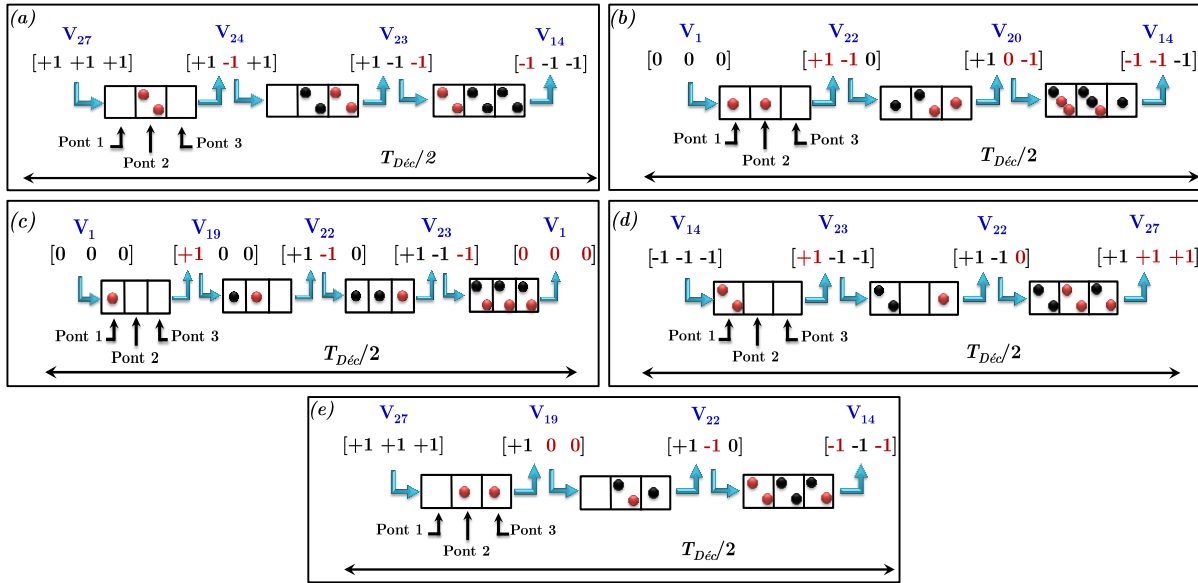 (a)
V27 V24 V23 V14
[+1 +1 +1] [+1 -1 +1] [+1 -1 -1] [-1 -1 -1]
Pont 1 Pont 3
Pont 2
TDéc/2
(b)
V1 V22 V20 V14
[0 0 0] [+1 -1 0] [+1 0 -1] [-1 -1 -1]
Pont 1 Pont 3
Pont 2
TDéc/2
(c)
V1 V19 V22 V23 V1
[0 0 0] [+1 0 0] [+1 -1 0] [+1 -1 -1] [0 0 0]
Pont 1 Pont 3
Pont 2
TDéc/2
(d)
V14 V23 V22 V27
[-1 -1 -1] [+1 -1 -1] [+1 -1 0] [+1 +1 +1]
Pont 1 Pont 3
Pont 2
TDéc/2
(e)
V27 V19 V22 V14
[+1 +1 +1] [+1 0 0] [+1 -1 0] [-1 -1 -1]
Pont 1 Pont 3
Pont 2
TDéc/2